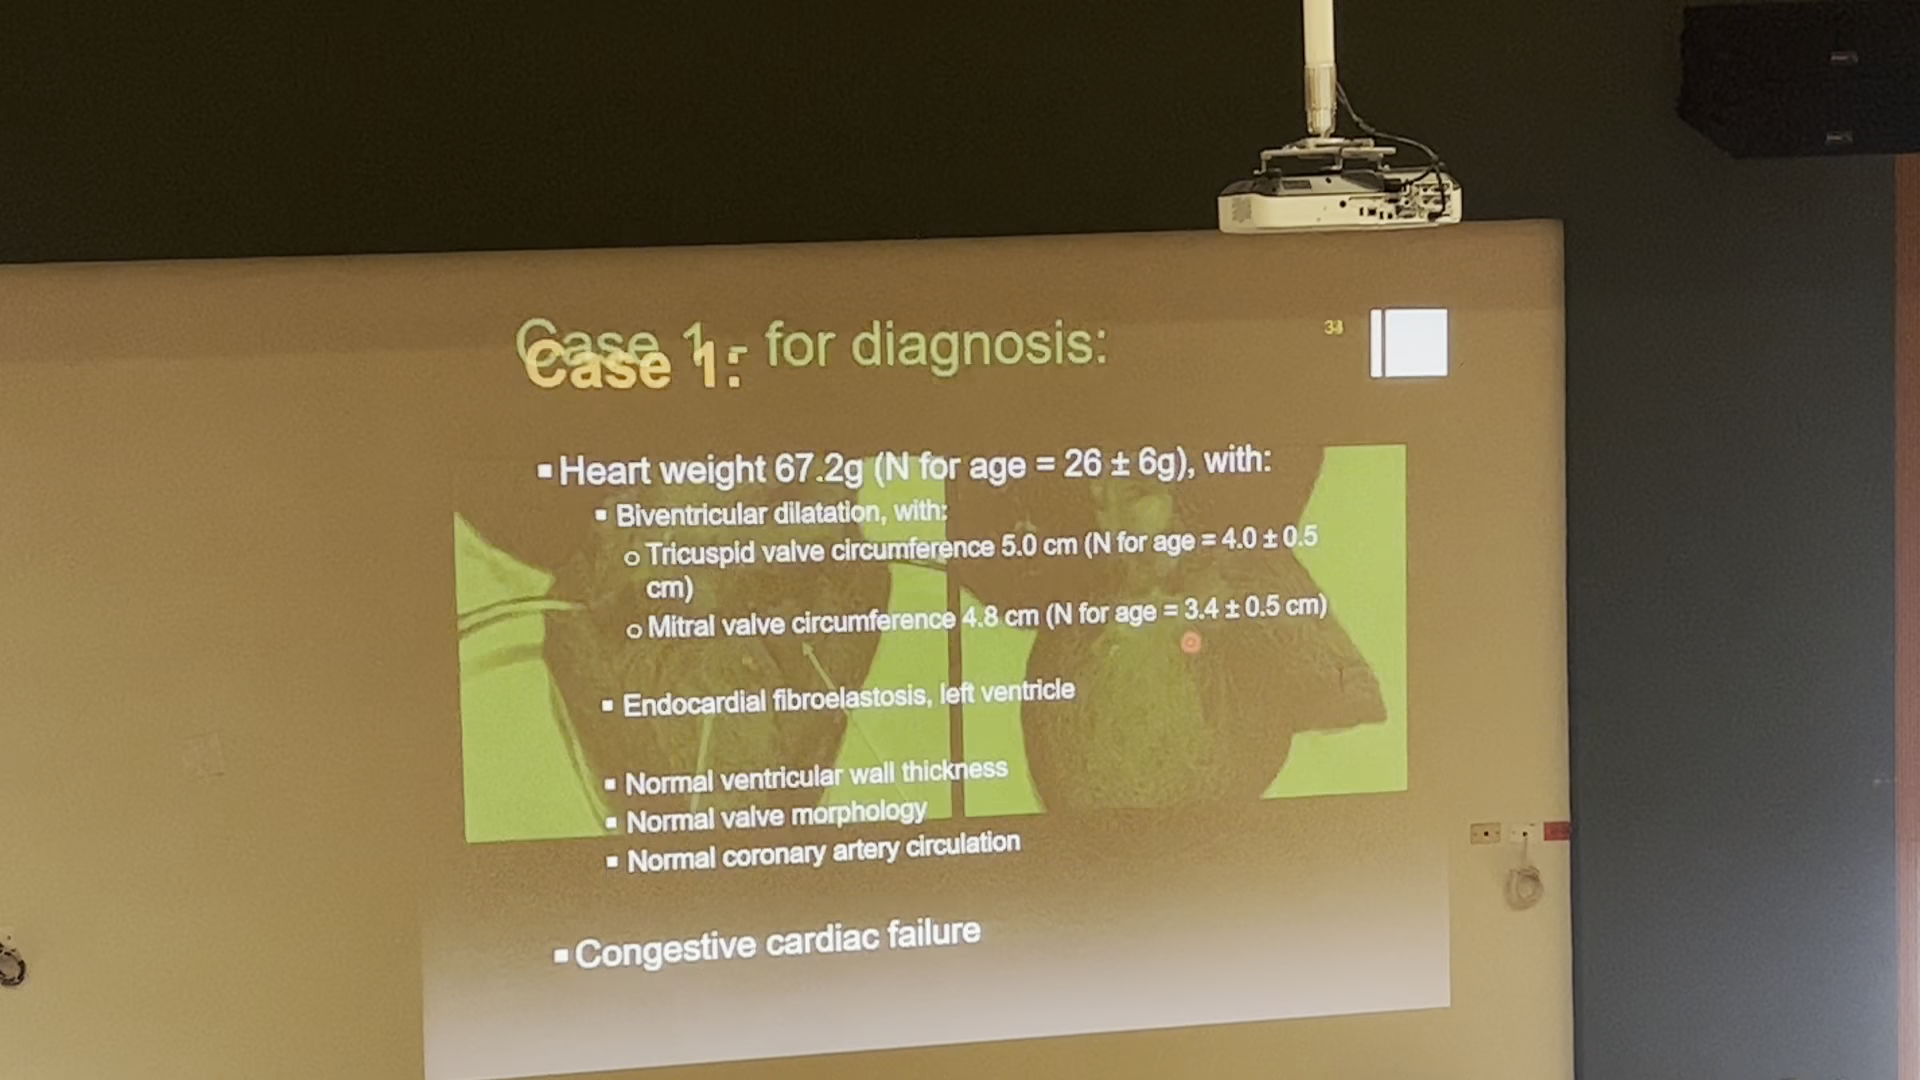 Case 1 - for diagnosis:
Case 1:
▪ Heart weight 67.2g (N for age = 26 ± 6g), with:
▪ Biventricular dilatation, with:
o Tricuspid valve circumference 5.0 cm (N for age = 4.0 ± 0.5
cm)
o Mitral valve circumference 4.8 cm (N for age = 3.4 ± 0.5 cm)
▪ Endocardial fibroelastosis, left ventricle
▪ Normal ventricular wall thickness
▪ Normal valve morphology
▪ Normal coronary artery circulation
▪ Congestive cardiac failure